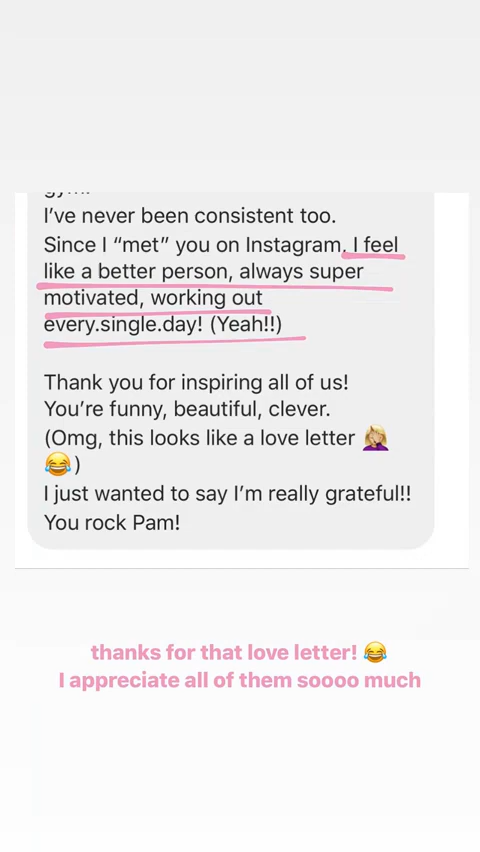 I've never been consistent too.
Since I “met” you on Instagram, I feel
like a better person, always super
motivated, working out
every.single.day! (Yeah!!)
Thank you for inspiring all of us!
You're funny, beautiful, clever.
(Omg, this looks like a love letter 🤦🏼‍♀️
😂)
I just wanted to say I'm really grateful!!
You rock Pam!
thanks for that love letter! 😂
I appreciate all of them soooo much